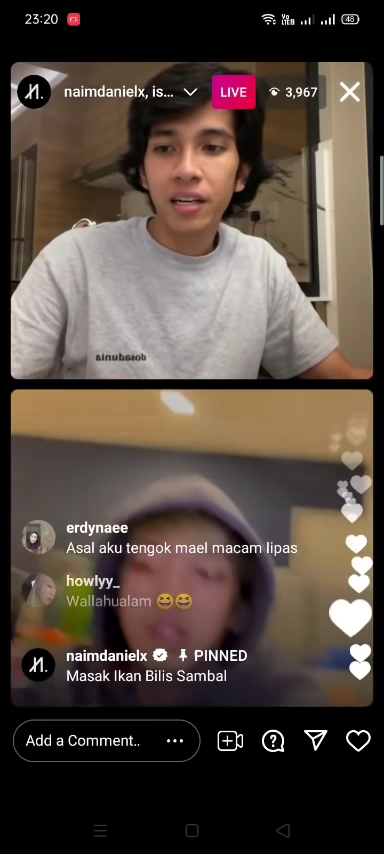 23:20
48
naimdanielx, is...
LIVE
3,967
dosadunia
erdynaee
Asal aku tengok mael macam lipas
howlyy_
Wallahualam 😆😆
naimdanielx PINNED
Masak Ikan Bilis Sambal
Add a Comment..